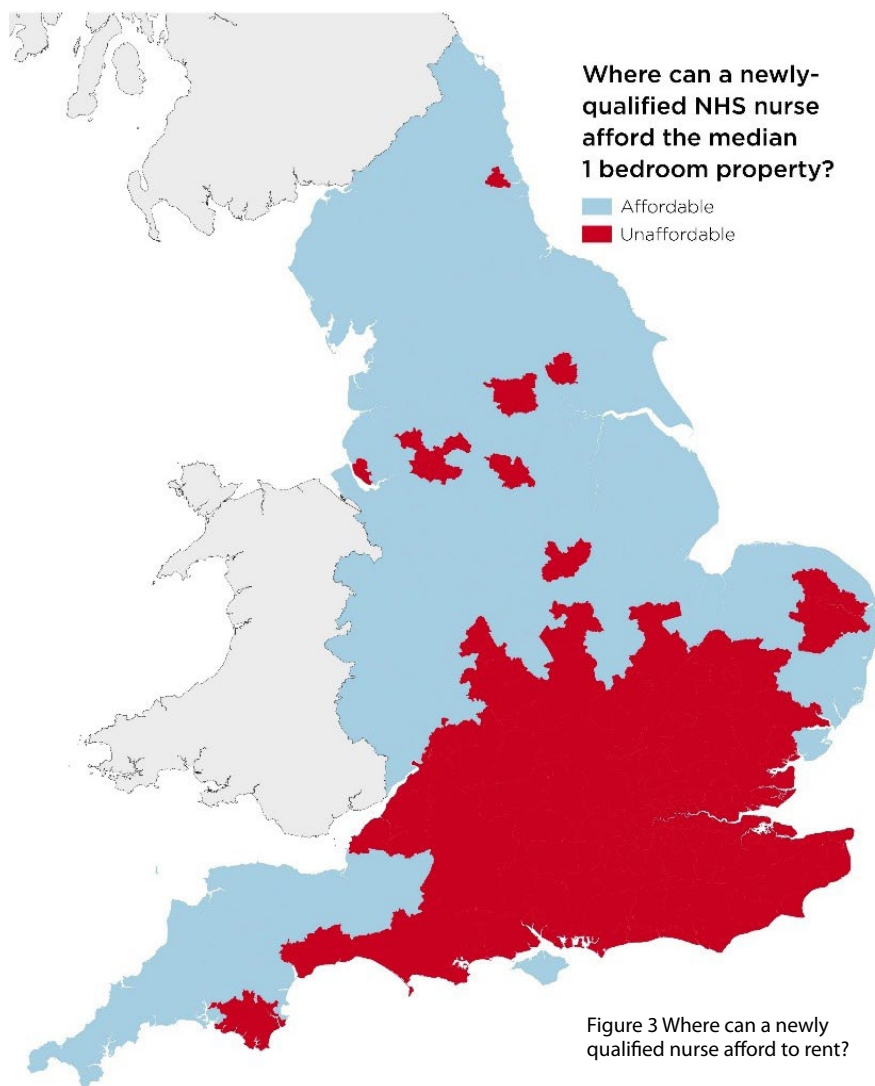 Where can a newly-
qualified NHS nurse
afford the median
1 bedroom property?
Affordable
Unaffordable
Figure 3 Where can a newly
qualified nurse afford to rent?